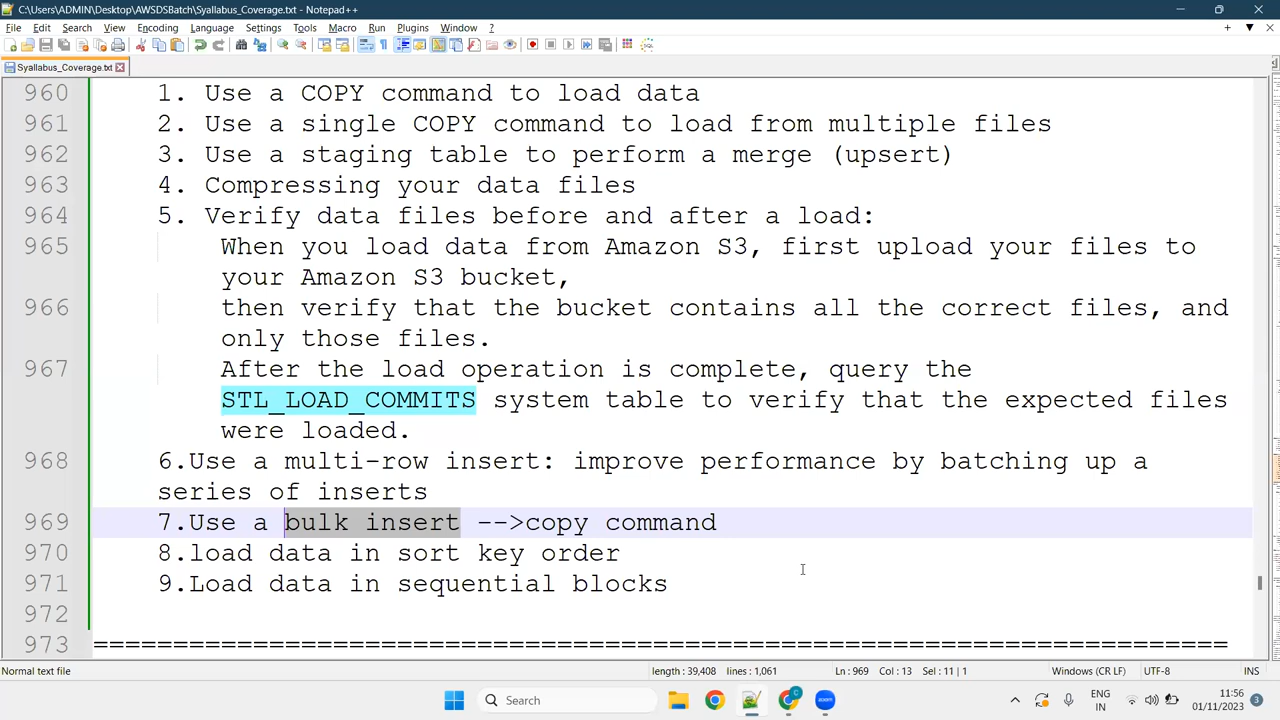 C:\Users\ADMIN\Desktop\AWSDSBatch\Syallabus_Coverage.txt - Notepad++
File Edit Search View Encoding Language Settings Tools Macro Run Plugins Window ?
Syallabus_Coverage.txt
960 1. Use a COPY command to load data
961 2. Use a single COPY command to load from multiple files
962 3. Use a staging table to perform a merge (upsert)
963 4. Compressing your data files
964 5. Verify data files before and after a load:
965 When you load data from Amazon S3, first upload your files to
your Amazon S3 bucket,
966 then verify that the bucket contains all the correct files, and
only those files.
967 After the load operation is complete, query the
STL_LOAD_COMMITS system table to verify that the expected files
were loaded.
968 6.Use a multi-row insert: improve performance by batching up a
series of inserts
969 7.Use a bulk insert -->copy command
970 8.load data in sort key order
971 9.Load data in sequential blocks
972
973 =======================================================================
Normal text file length : 39,408 lines : 1,061 Ln : 969 Col : 13 Sel : 11 | 1 Windows (CR LF) UTF-8 INS
Search
zoom
ENG
IN
11:56
01/11/2023
3